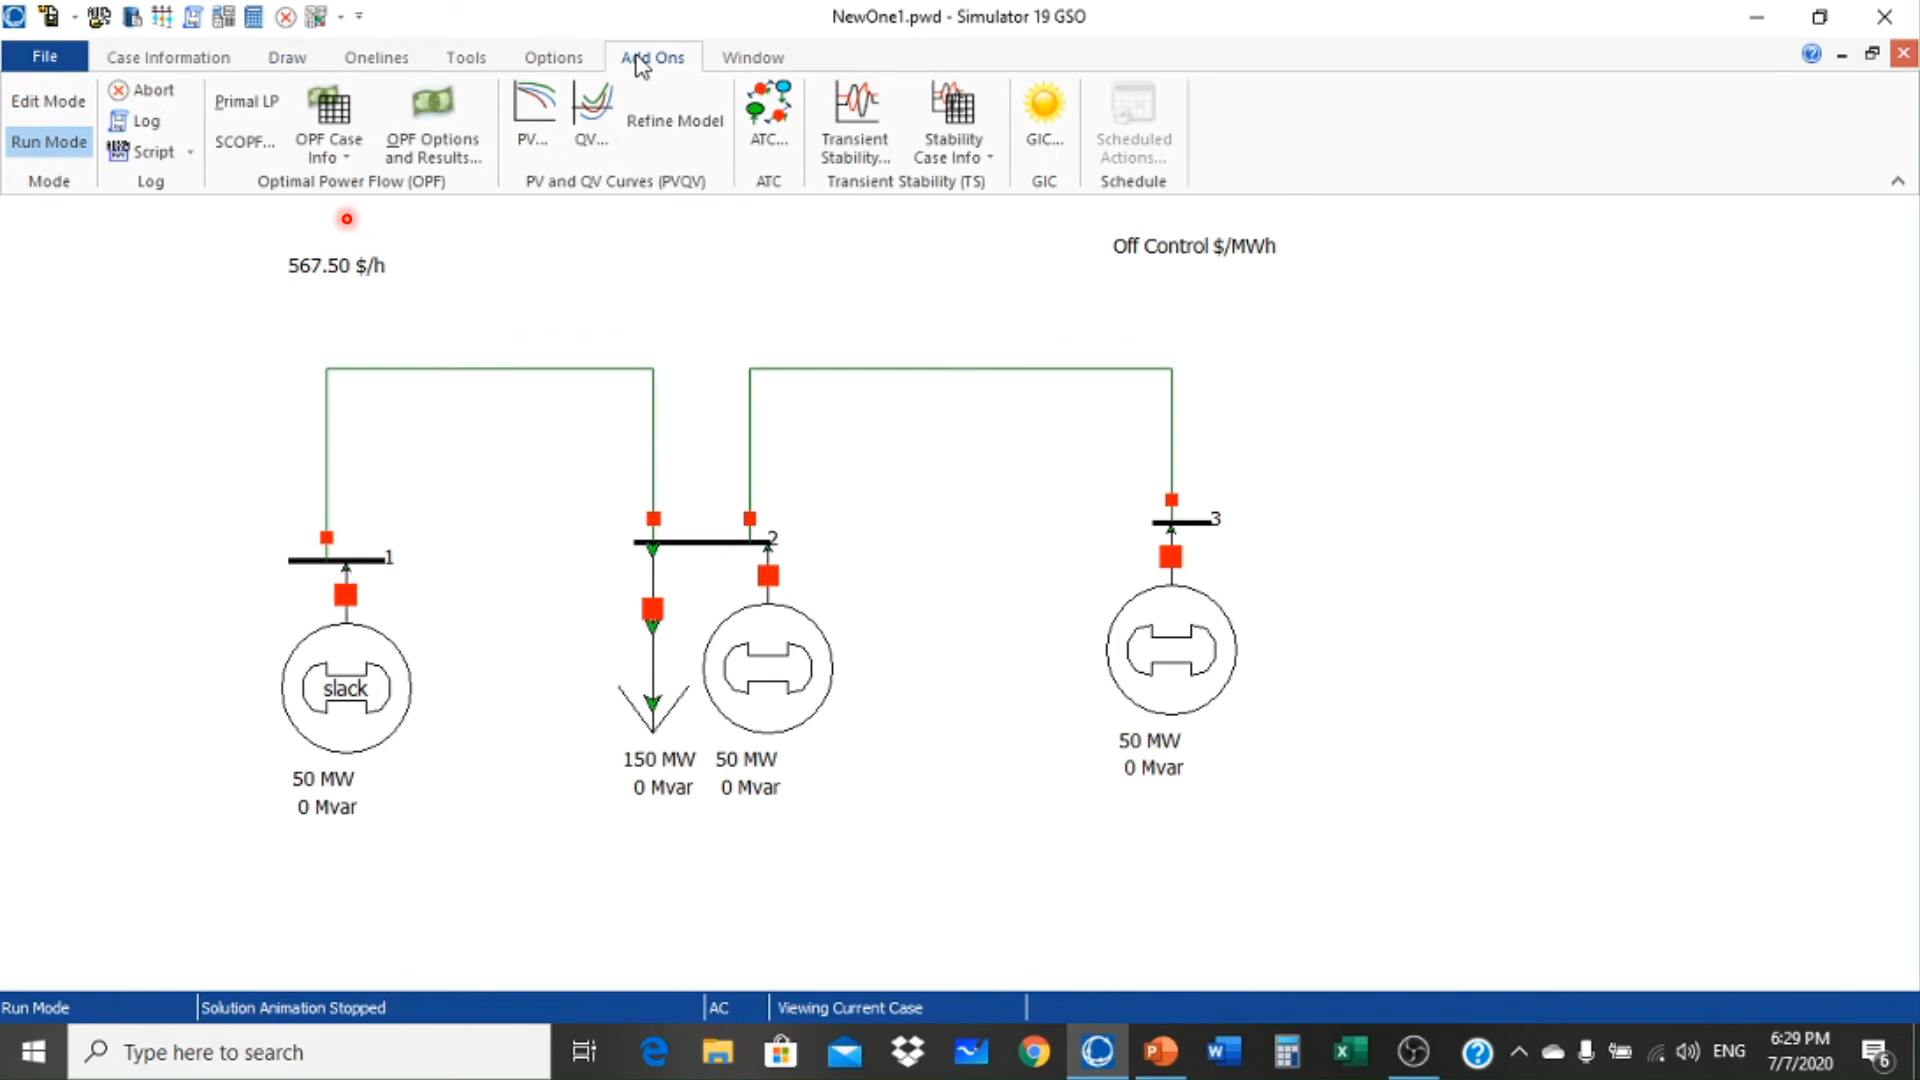 NewOne1.pwd - Simulator 19 GSO
File
Case Information
Draw
Onelines
Tools
Options
Add Ons
Window
Edit Mode
Run Mode
Mode
Abort
Log
Script
Log
Primal LP
SCOPF...
OPF Case
Info
OPF Options
and Results...
Optimal Power Flow (OPF)
PV...
QV...
Refine Model
PV and QV Curves (PVQV)
ATC...
ATC
Transient
Stability...
Stability
Case Info
Transient Stability (TS)
GIC...
GIC
Scheduled
Actions...
Schedule
567.50 $/h
Off Control $/MWh
1
2
3
slack
50 MW
0 Mvar
150 MW
0 Mvar
50 MW
0 Mvar
50 MW
0 Mvar
Run Mode
Solution Animation Stopped
AC
Viewing Current Case
Type here to search
ENG
6:29 PM
7/7/2020
6